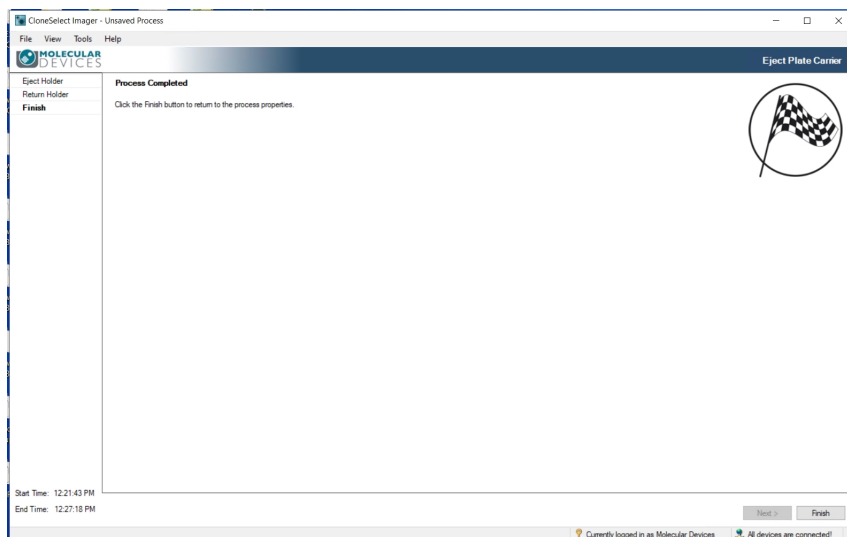 CloneSelect Imager - Unsaved Process
File View Tools Help
MOLECULAR
DEVICES
Eject Plate Carrier
Eject Holder
Return Holder
Finish
Process Completed
Click the Finish button to return to the process properties.
Start Time: 12:21:43 PM
End Time: 12:27:18 PM
Next > Finish
Currently logged in as Molecular Devices All devices are connected!